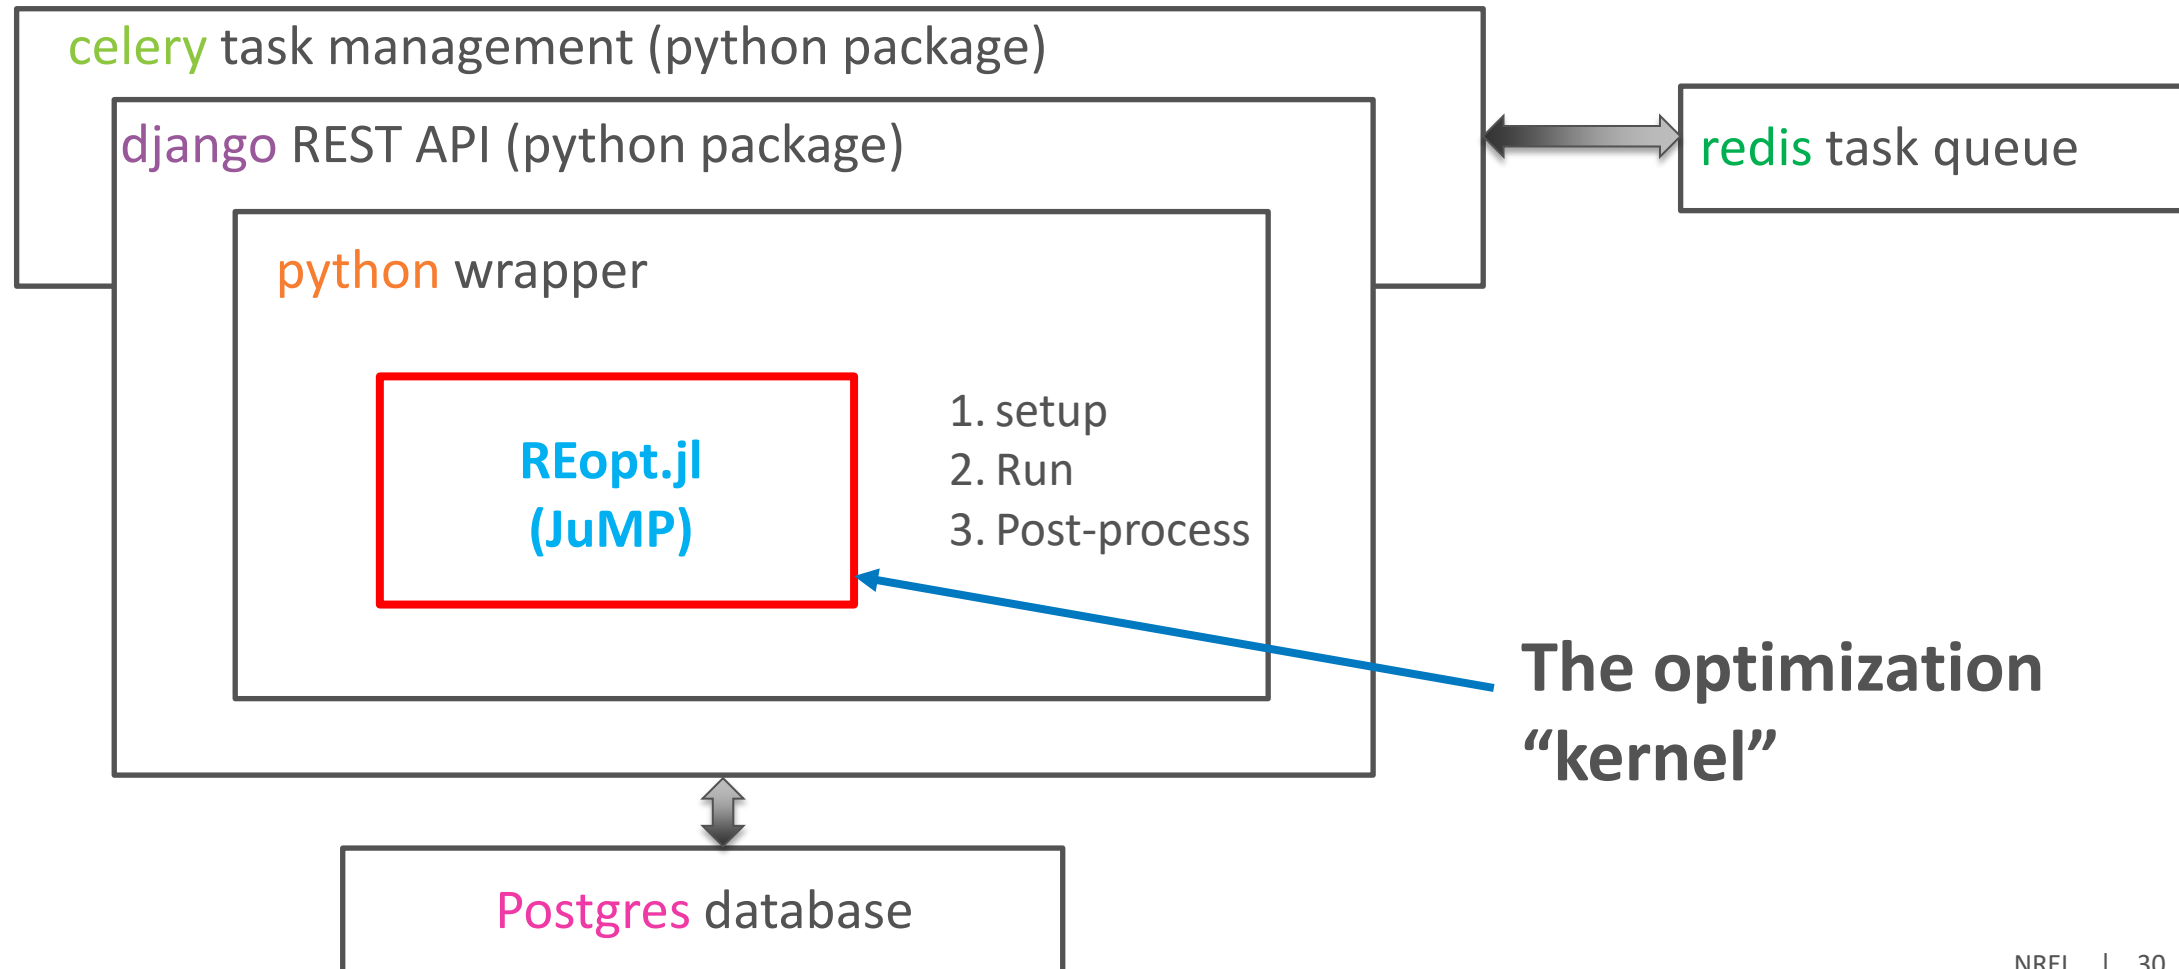 celery task management (python package)
django REST API (python package)
redis task queue
python wrapper
REopt.jl
(JuMP)
1. setup
2. Run
3. Post-process
The optimization
“kernel”
Postgres database
NREL | 30